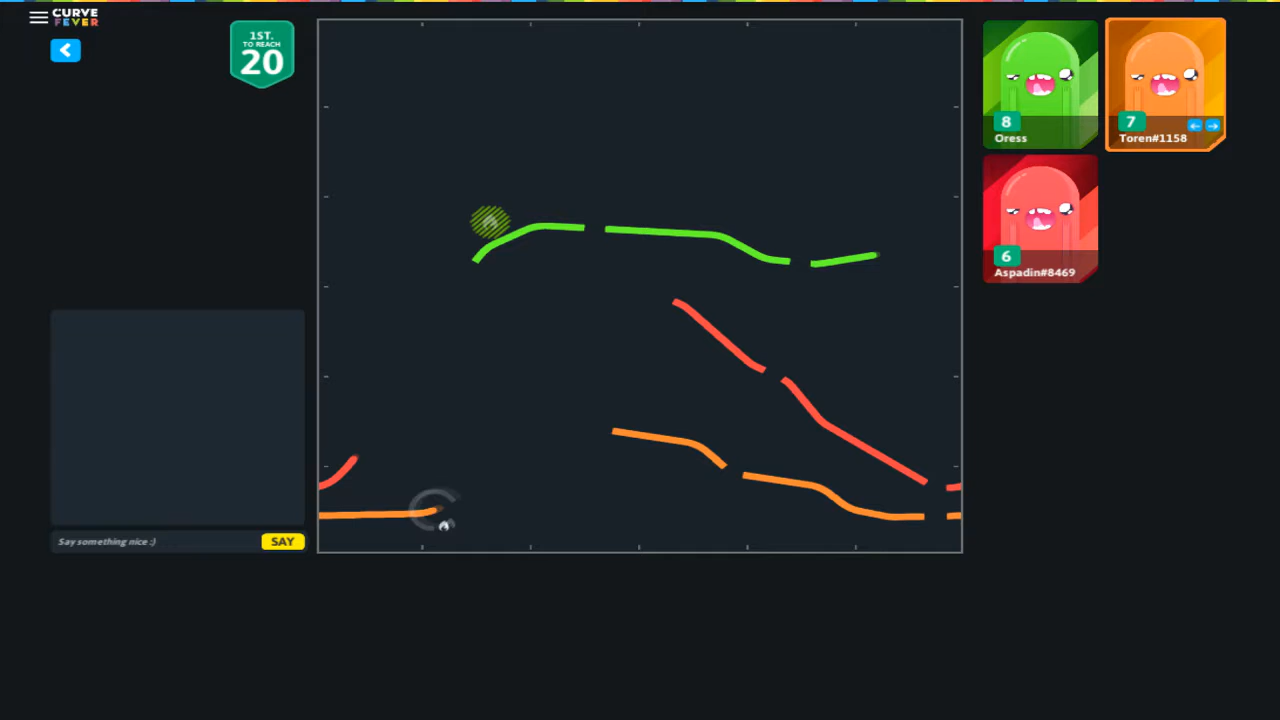 CURVE
FEVER
1ST.
TO REACH
20
8
Oress
7
Toren#1158
6
Aspadin#8469
Say something nice :)
SAY